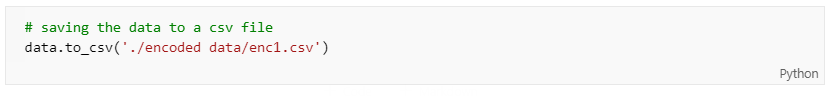 # saving the data to a csv file
data.to_csv('./encoded data/enc1.csv')
Python